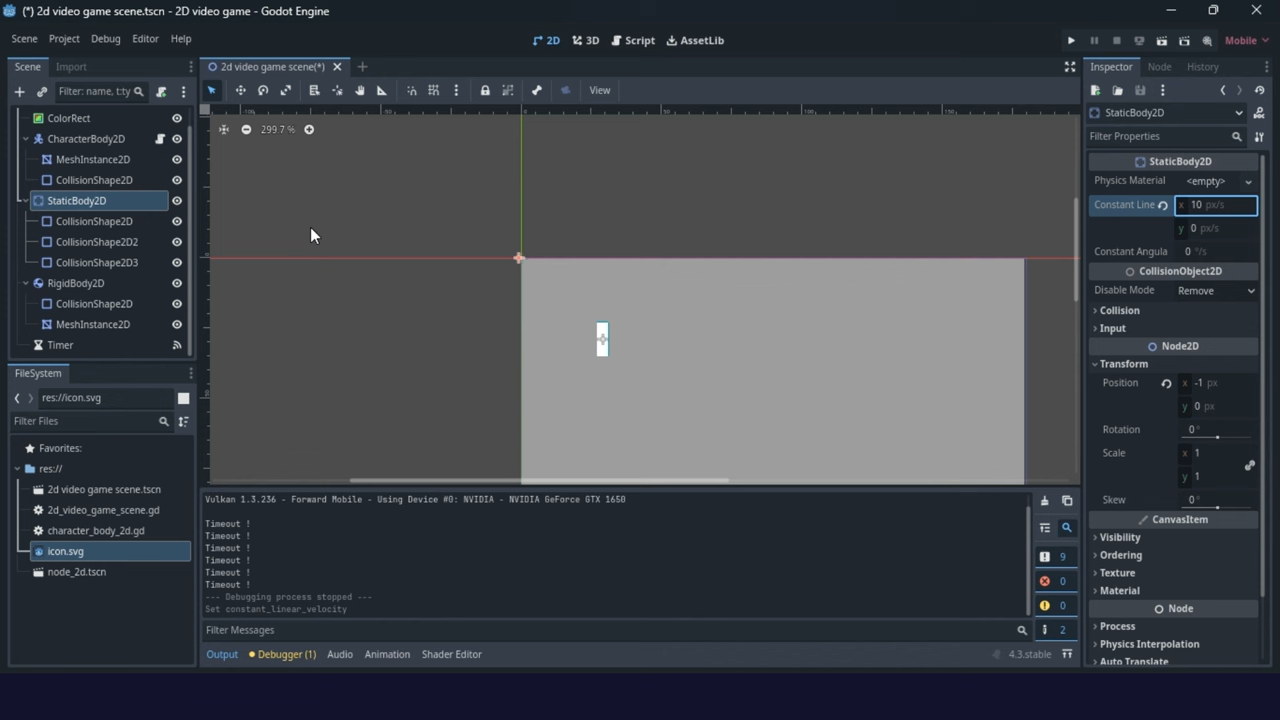 (*) 2d video game scene.tscn - 2D video game - Godot Engine
Scene Project Debug Editor Help
2D 3D Script AssetLib
Mobile
Scene Import
2d video game scene(*)
Inspector Node History
Filter: name, t:ty
View
StaticBody2D
Filter Properties
299.7 %
ColorRect
CharacterBody2D
MeshInstance2D
CollisionShape2D
StaticBody2D
CollisionShape2D
CollisionShape2D2
CollisionShape2D3
RigidBody2D
CollisionShape2D
MeshInstance2D
Timer
StaticBody2D
Physics Material <empty>
Constant Line x 10 px/s
y 0 px/s
Constant Angula 0 °/s
CollisionObject2D
Disable Mode Remove
Collision
Input
Node2D
Transform
Position x -1 px
y 0 px
Rotation 0 °
Scale x 1
y 1
Skew 0 °
CanvasItem
Visibility
Ordering
Texture
Material
Node
Process
Physics Interpolation
Auto Translate
FileSystem
res://icon.svg
Filter Files
Favorites:
res://
2d video game scene.tscn
2d_video_game_scene.gd
character_body_2d.gd
icon.svg
node_2d.tscn
Vulkan 1.3.236 - Forward Mobile - Using Device #0: NVIDIA - NVIDIA GeForce GTX 1650
Timeout !
Timeout !
Timeout !
Timeout !
Timeout !
Timeout !
--- Debugging process stopped ---
Set constant_linear_velocity
9
0
0
2
Filter Messages
Output Debugger (1) Audio Animation Shader Editor
4.3.stable